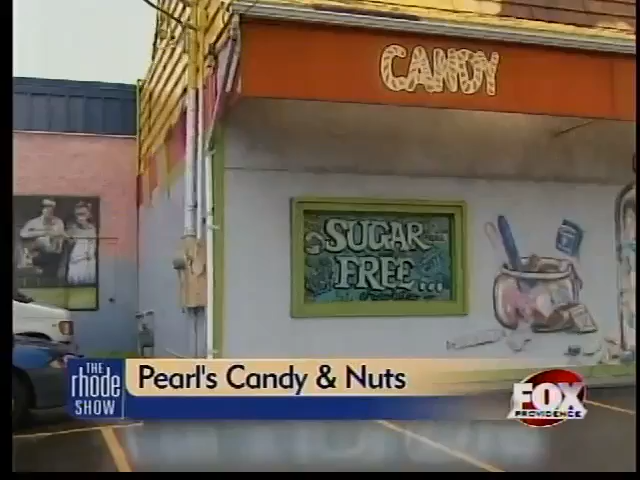 CANDY
SUGAR
FREE...
THE
rhode
SHOW
Pearl's Candy & Nuts
FOX
PROVIDENCE